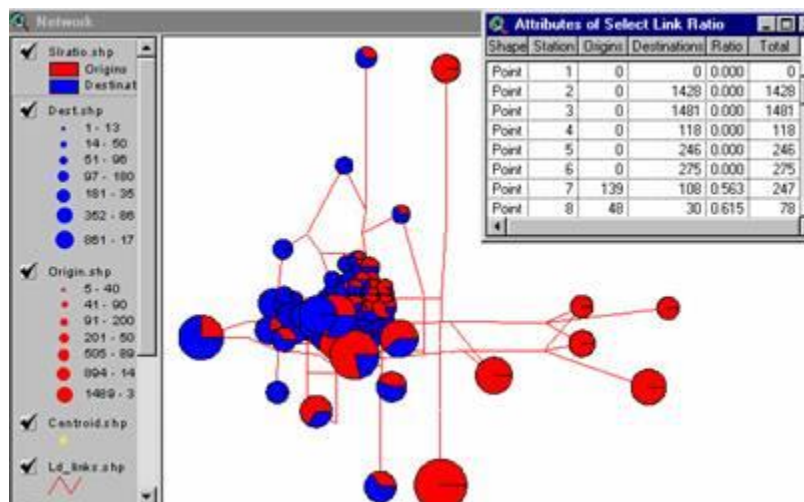 Network
Slratio.shp
Origins
Destinat
Dest.shp
1 - 13
14 - 50
51 - 96
97 - 180
181 - 35
352 - 86
861 - 17
Origin.shp
5 - 40
41 - 90
91 - 200
201 - 50
505 - 89
894 - 14
1489 - 3
Centroid.shp
Ld_links.shp
Attributes of Select Link Ratio
Shape Station Origins Destinations Ratio Total
Point 1 0 0 0.000 0
Point 2 0 1428 0.000 1428
Point 3 0 1481 0.000 1481
Point 4 0 118 0.000 118
Point 5 0 246 0.000 246
Point 6 0 275 0.000 275
Point 7 139 108 0.563 247
Point 8 48 30 0.615 78